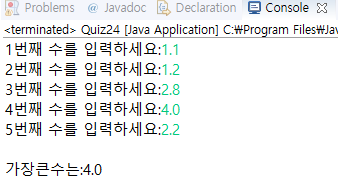 Problems @ Javadoc Declaration Console
<terminated> Quiz24 [Java Application] C:₩Program Files₩Jav
1번째 수를 입력하세요:1.1
2번째 수를 입력하세요:1.2
3번째 수를 입력하세요:2.8
4번째 수를 입력하세요:4.0
5번째 수를 입력하세요:2.2
가장큰수는:4.0